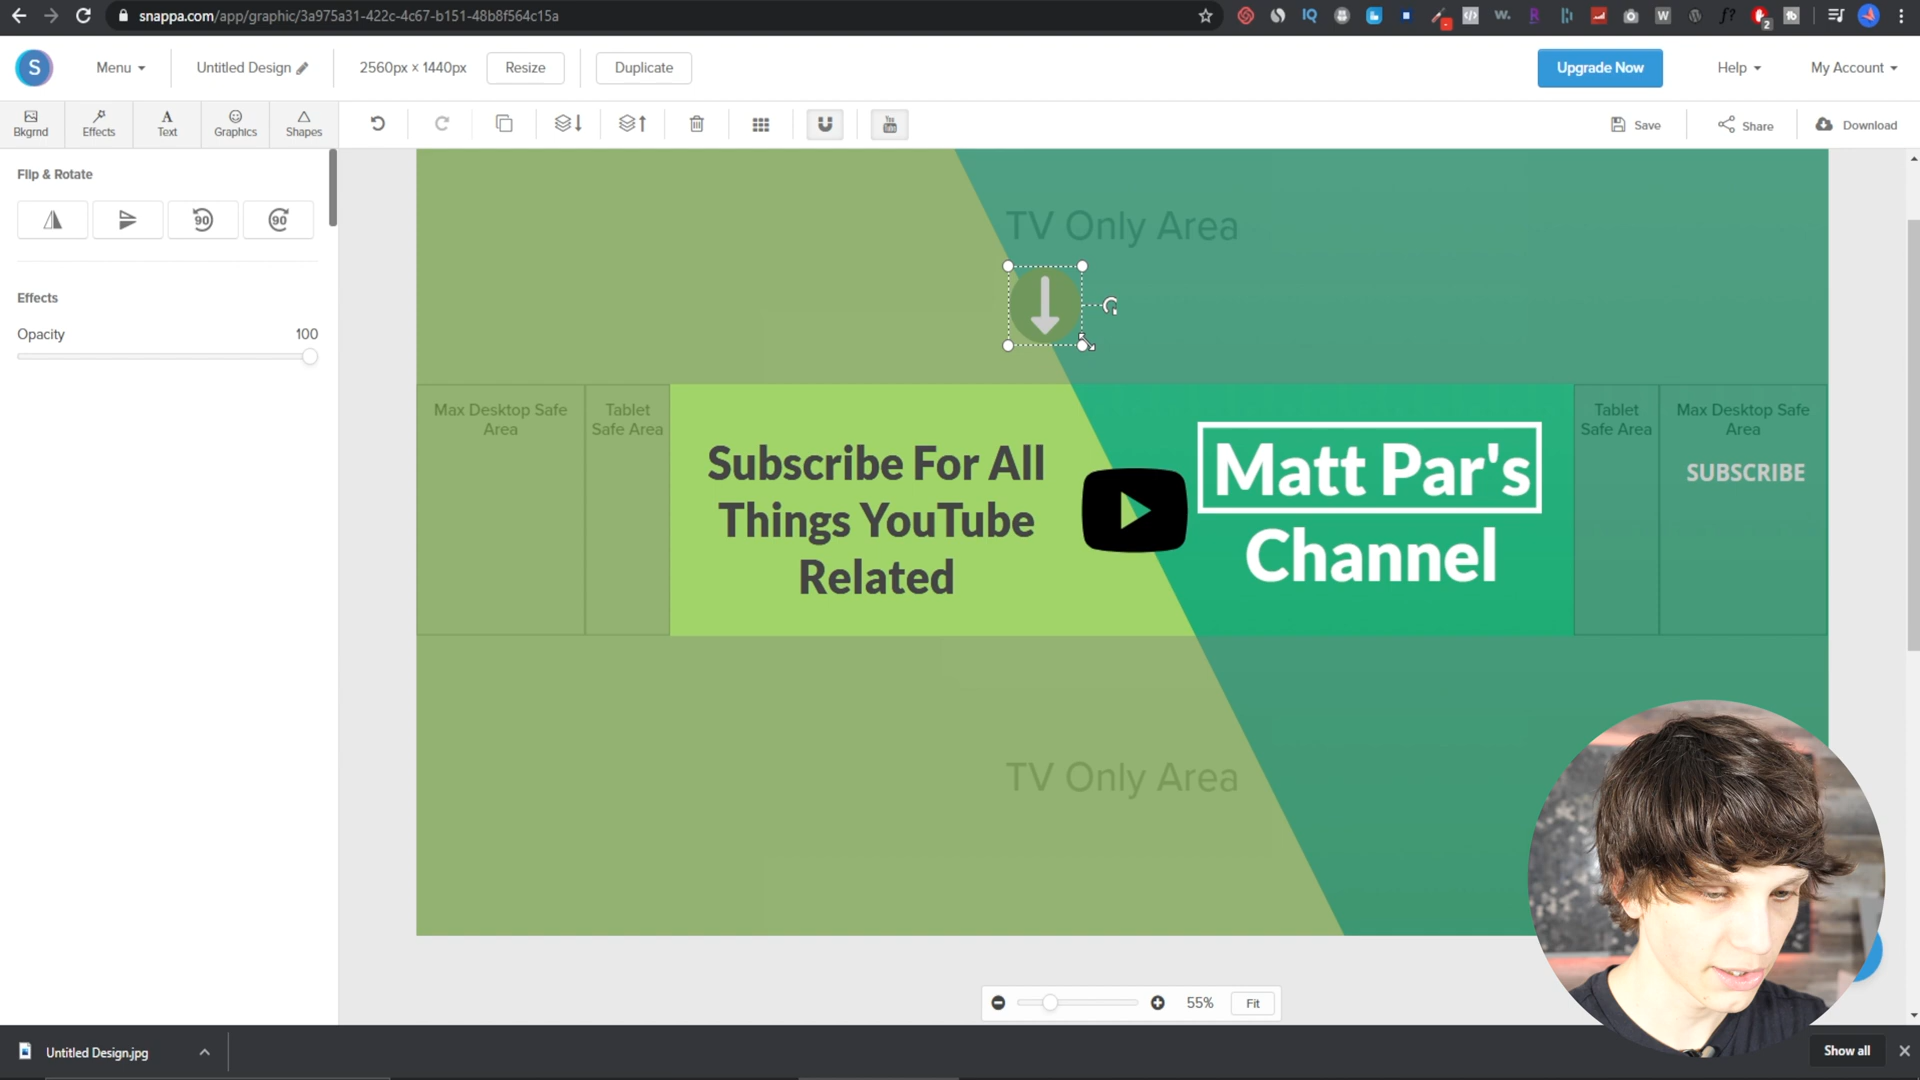 snappa.com/app/graphic/3a975a31-422c-4c67-b151-48b8f564c15a
S
Menu
Untitled Design
2560px × 1440px
Resize
Duplicate
Upgrade Now
Help
My Account
Bkgrnd
Effects
Text
Graphics
Shapes
Save
Share
Download
Flip & Rotate
90
90
Effects
Opacity
100
TV Only Area
Max Desktop Safe
Area
Tablet
Safe Area
Subscribe For All
Things YouTube
Related
Matt Par's
Channel
Tablet
Safe Area
Max Desktop Safe
Area
SUBSCRIBE
TV Only Area
55%
Fit
Untitled Design.jpg
Show all